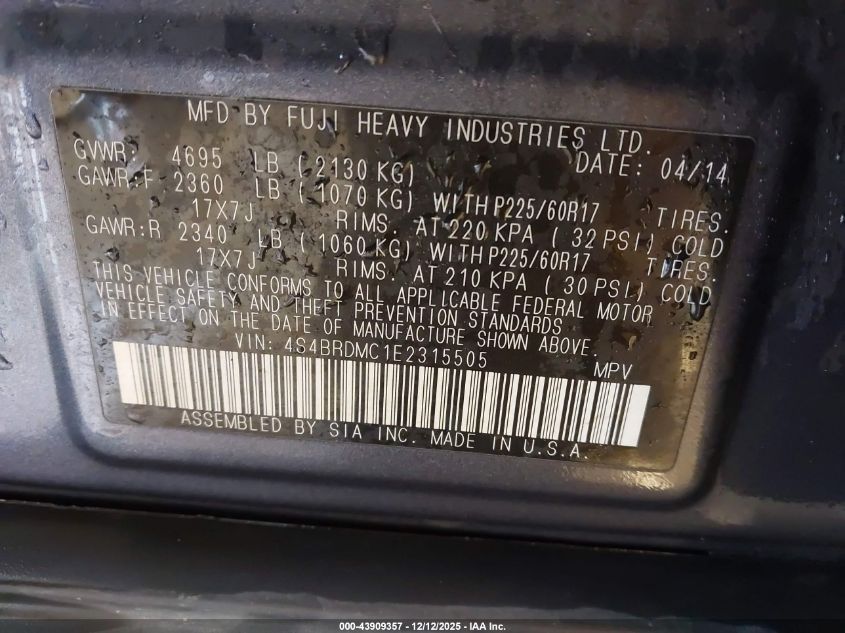 MFD BY FUJI HEAVY INDUSTRIES LTD.
GVWR: 4695 LB (2130 KG) DATE: 04/14
GAWR:F 2360 LB (1070 KG) WITH P225/60R17 TIRES.
17X7J RIMS. AT 220 KPA (32 PSI) COLD
GAWR:R 2340 LB (1060 KG) WITH P225/60R17 TIRES.
17X7J RIMS. AT 210 KPA (30 PSI) COLD
THIS VEHICLE CONFORMS TO ALL APPLICABLE FEDERAL MOTOR
VEHICLE SAFETY AND THEFT PREVENTION STANDARDS
IN EFFECT ON THE DATE OF MANUFACTURE SHOWN ABOVE.
VIN: 4S4BRDMC1E2315505 MPV
ASSEMBLED BY SIA INC. MADE IN U.S.A.
000-43909357 - 12/12/2025 - IAA Inc.